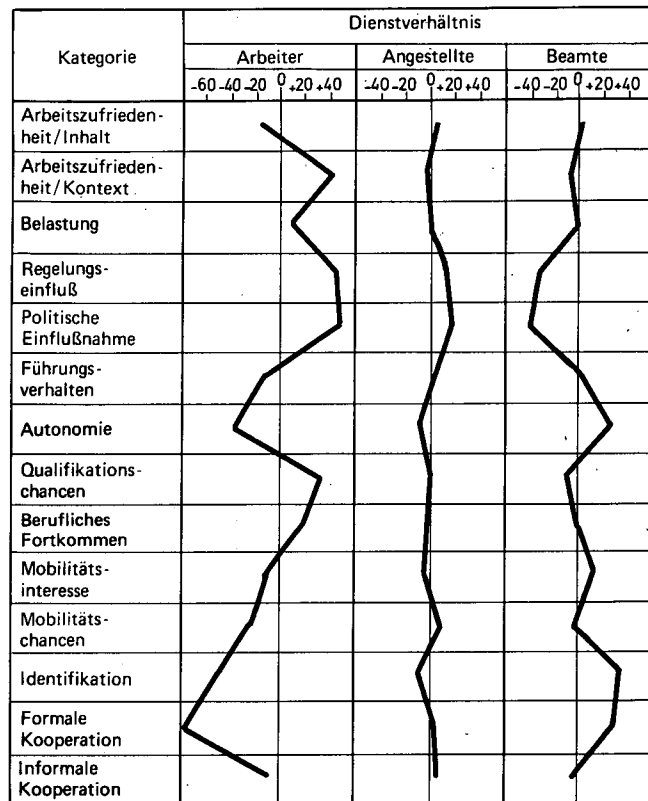 Dienstverhältnis
Kategorie
Arbeiter
Angestellte
Beamte
-60 -40 -20 0 +20 +40
-40 -20 0 +20 +40
-40 -20 0 +20 +40
Arbeitszufrieden-
heit/Inhalt
Arbeitszufrieden-
heit/Kontext
Belastung
Regelungs-
einfluß
Politische
Einflußnahme
Führungs-
verhalten
Autonomie
Qualifikations-
chancen
Berufliches
Fortkommen
Mobilitäts-
interesse
Mobilitäts-
chancen
Identifikation
Formale
Kooperation
Informale
Kooperation